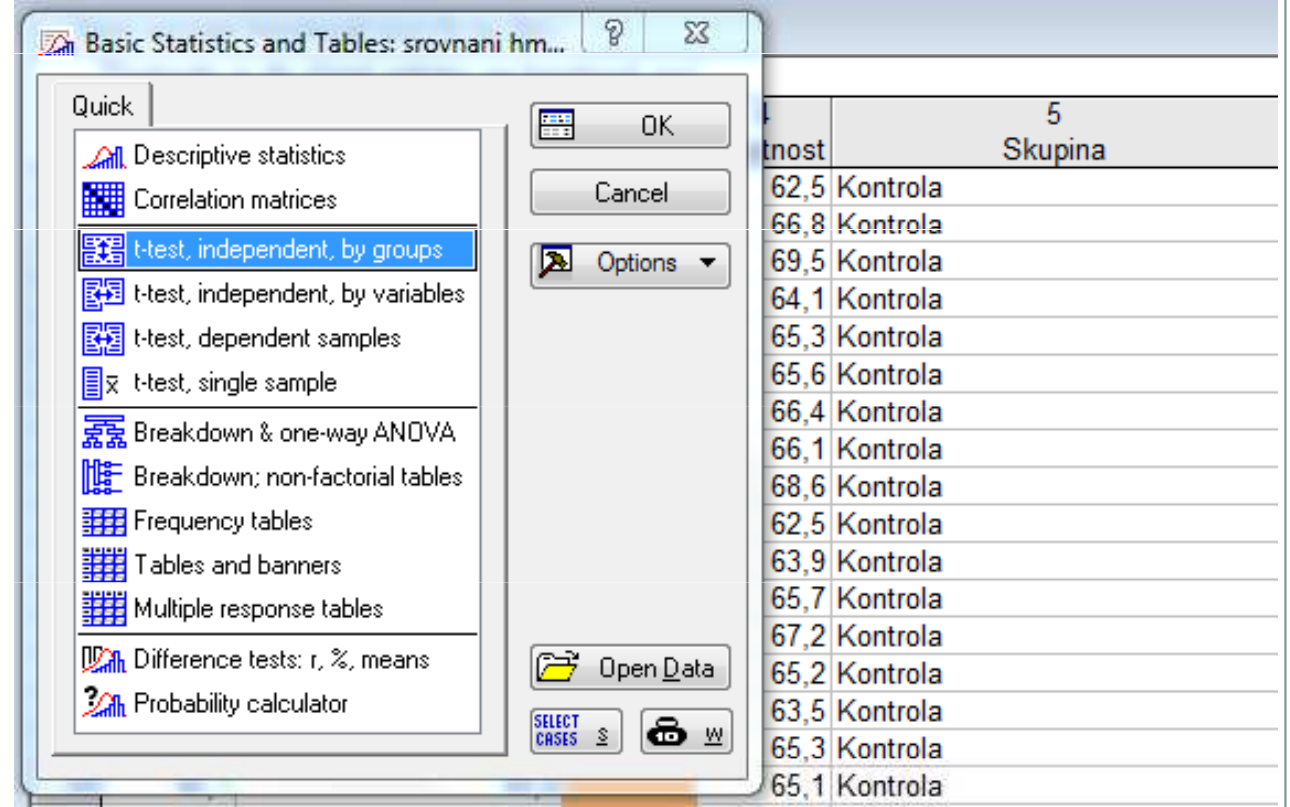 Basic Statistics and Tables: srovnani hm...
Quick
Descriptive statistics
Correlation matrices
t-test, independent, by groups
t-test, independent, by variables
t-test, dependent samples
t-test, single sample
Breakdown & one-way ANOVA
Breakdown; non-factorial tables
Frequency tables
Tables and banners
Multiple response tables
Difference tests: r, %, means
Probability calculator
OK
Cancel
Options
Open Data
SELECT
CASES S
W
5
tnost Skupina
62,5 Kontrola
66,8 Kontrola
69,5 Kontrola
64,1 Kontrola
65,3 Kontrola
65,6 Kontrola
66,4 Kontrola
66,1 Kontrola
68,6 Kontrola
62,5 Kontrola
63,9 Kontrola
65,7 Kontrola
67,2 Kontrola
65,2 Kontrola
63,5 Kontrola
65,3 Kontrola
65,1 Kontrola